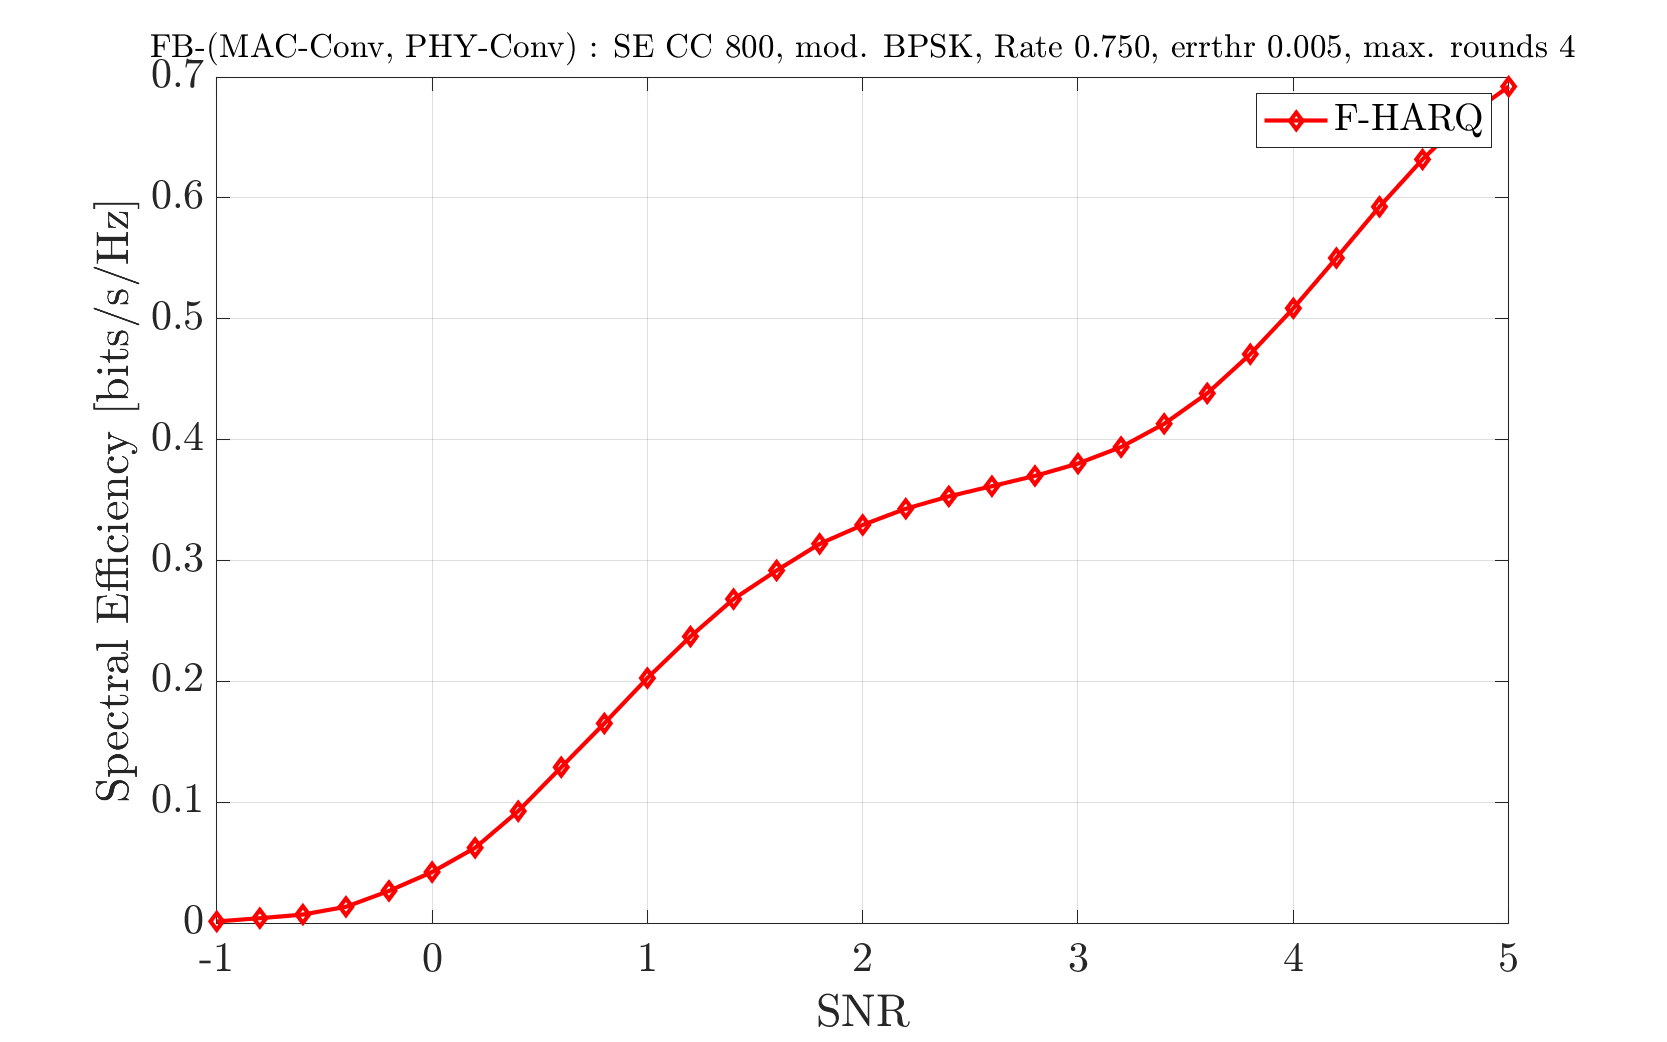 FB-(MAC-Conv, PHY-Conv) : SE CC 800, mod. BPSK, Rate 0.750, errthr 0.005, max. rounds 4
F-HARQ
Spectral Efficiency [bits/s/Hz]
0.7
0.6
0.5
0.4
0.3
0.2
0.1
0
-1 0 1 2 3 4 5
SNR